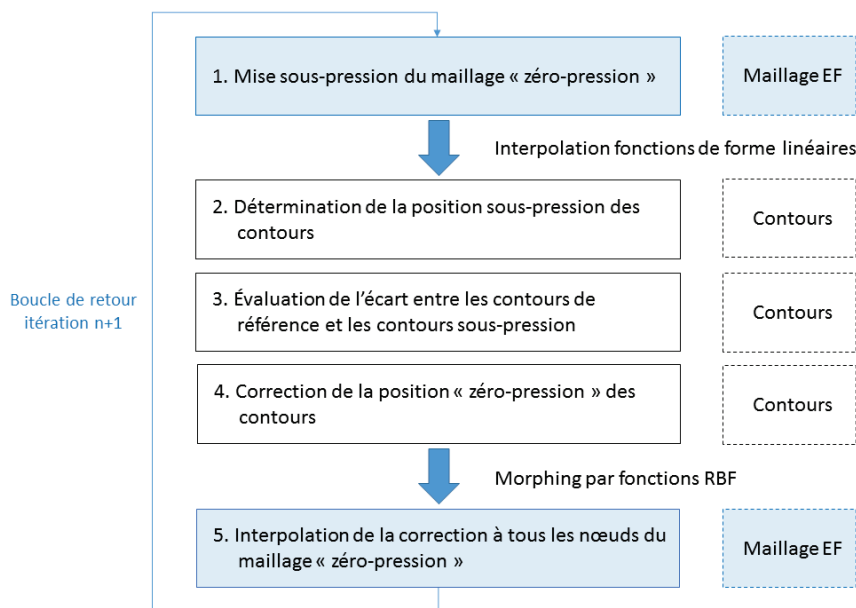 1. Mise sous-pression du maillage « zéro-pression »
Maillage EF
Interpolation fonctions de forme linéaires
2. Détermination de la position sous-pression des
contours
Contours
3. Évaluation de l'écart entre les contours de
référence et les contours sous-pression
Contours
Boucle de retour
itération n+1
4. Correction de la position « zéro-pression » des
contours
Contours
Morphing par fonctions RBF
5. Interpolation de la correction à tous les nœuds du
maillage « zéro-pression »
Maillage EF